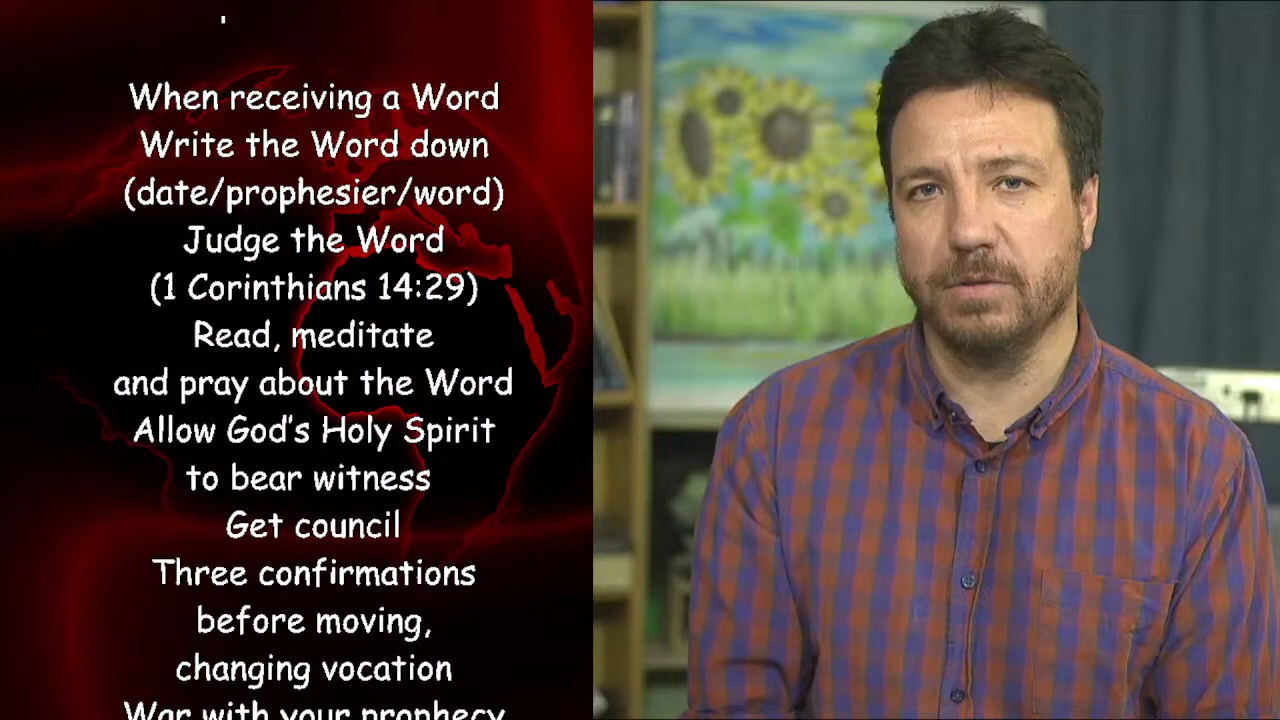 When receiving a Word
Write the Word down
(date/prophesier/word)
Judge the Word
(1 Corinthians 14:29)
Read, meditate
and pray about the Word
Allow God's Holy Spirit
to bear witness
Get council
Three confirmations
before moving,
changing vocation
War with your prophecy